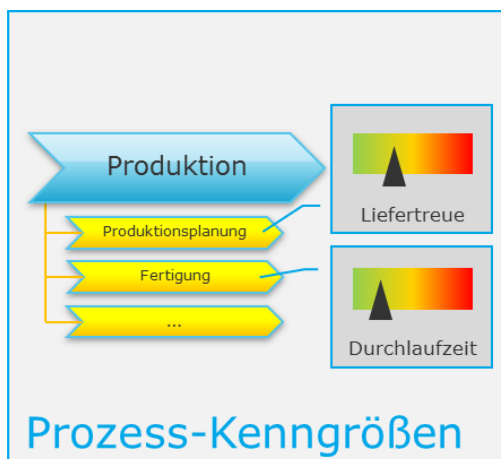 Produktion
Liefertreue
Produktionsplanung
Fertigung
...
Durchlaufzeit
Prozess-Kenngrößen